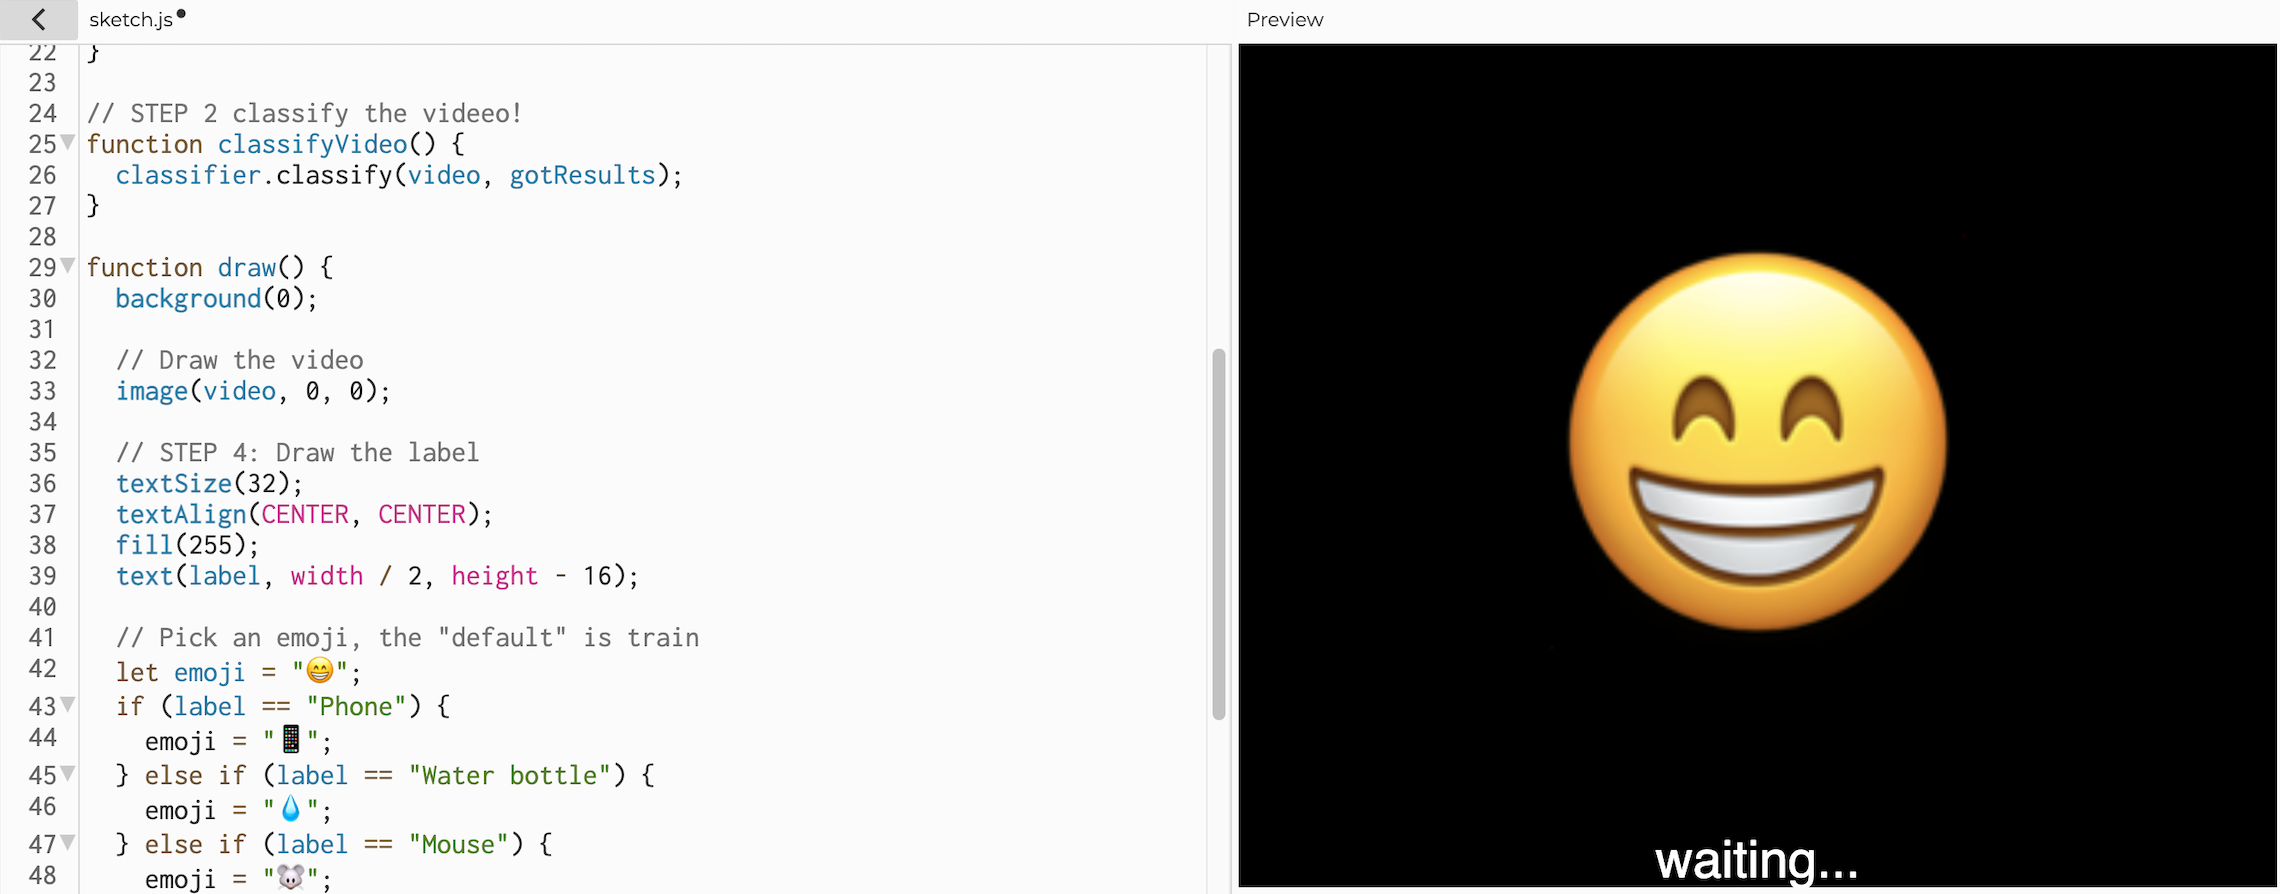 sketch.js
Preview
22 }
23
24 // STEP 2 classify the videeo!
25 function classifyVideo() {
26   classifier.classify(video, gotResults);
27 }
28
29 function draw() {
30   background(0);
31
32   // Draw the video
33   image(video, 0, 0);
34
35   // STEP 4: Draw the label
36   textSize(32);
37   textAlign(CENTER, CENTER);
38   fill(255);
39   text(label, width / 2, height - 16);
40
41   // Pick an emoji, the "default" is train
42   let emoji = "😁";
43   if (label == "Phone") {
44     emoji = "📱";
45   } else if (label == "Water bottle") {
46     emoji = "💧";
47   } else if (label == "Mouse") {
48     emoji = "🐭";
waiting...